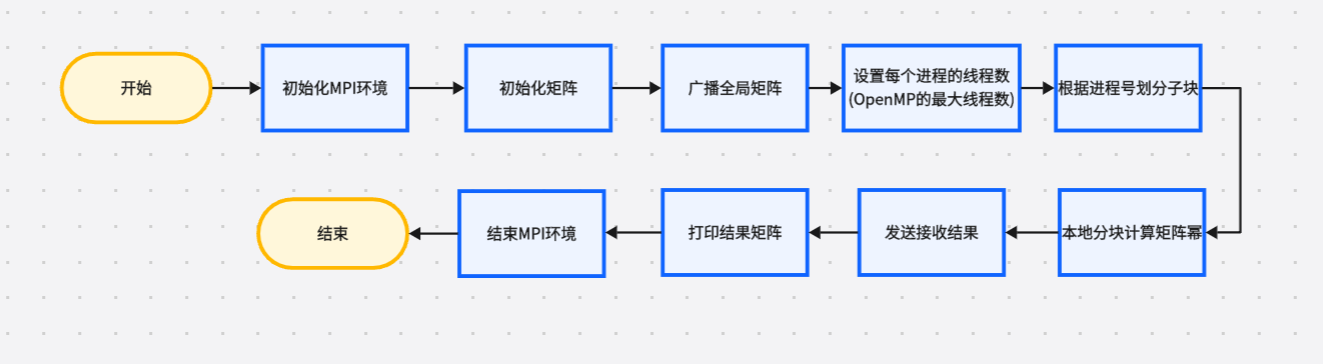 开始
初始化MPI环境
初始化矩阵
广播全局矩阵
设置每个进程的线程数
(OpenMP的最大线程数)
根据进程号划分子块
本地分块计算矩阵幂
发送接收结果
打印结果矩阵
结束MPI环境
结束